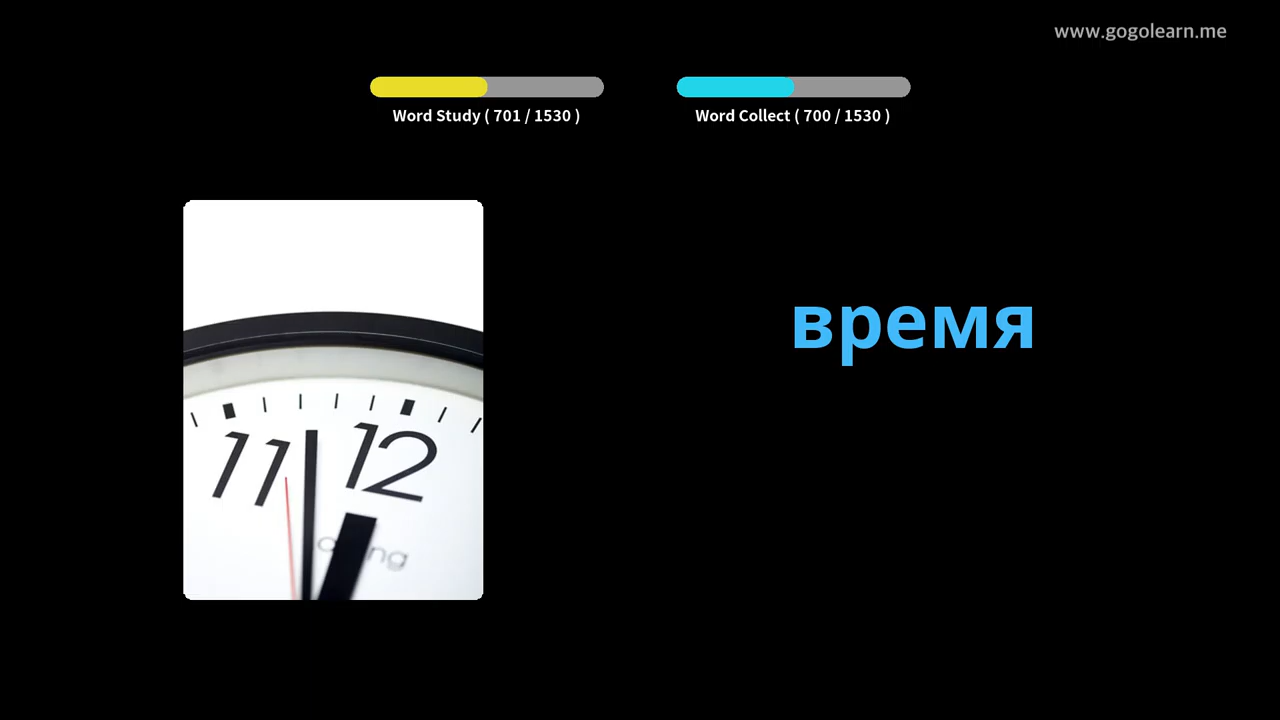 www.gogolearn.me
Word Study ( 701 / 1530 )
Word Collect ( 700 / 1530 )
время
11
12